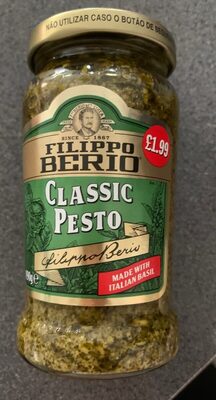 NÃO UTILIZAR CASO O BOTÃO DE
SINCE 1867
FILIPPO
BERIO
£1.99
CLASSIC
PESTO
Filippo Berio
MADE WITH
ITALIAN BASIL